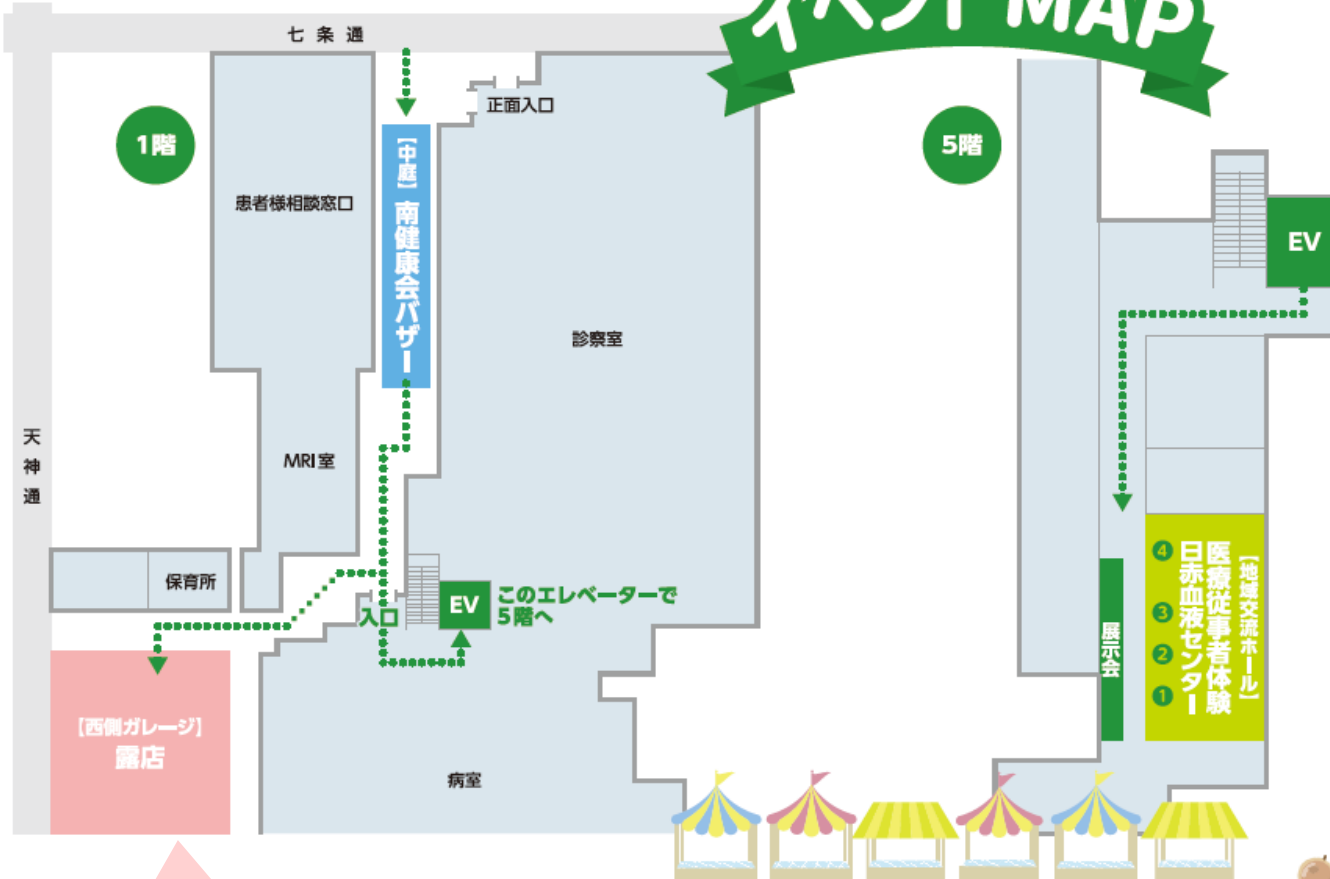 イベントMAP
七条通
1階
正面入口
患者様相談窓口
【中庭】南健康会バザー
診察室
MRI室
天神通
保育所
入口
EV
このエレベーターで
5階へ
【西側ガレージ】
露店
病室
5階
EV
展示会
【地域交流ホール】
医療従事者体験
日赤血液センター
4
3
2
1